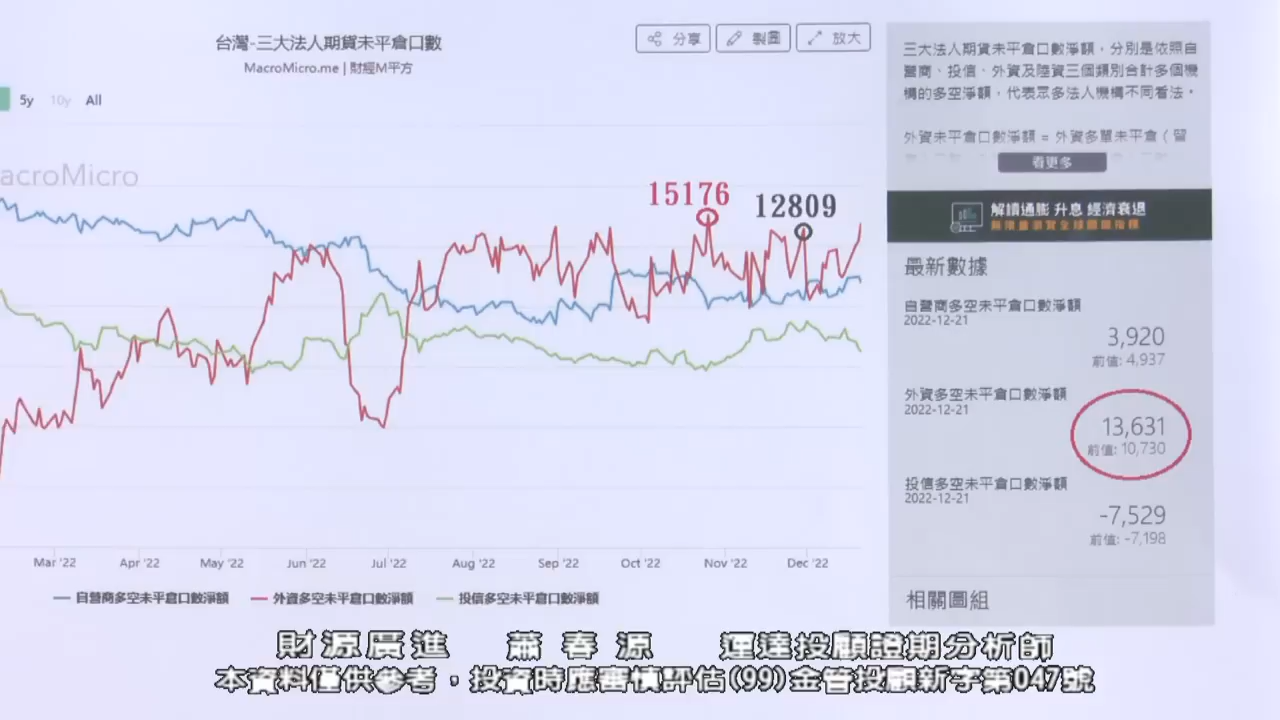 台灣-三大法人期貨未平倉口數
MacroMicro.me | 財經M平方
分享
製圖
放大
5y
10y
All
acroMicro
15176
12809
Mar '22
Apr '22
May '22
Jun '22
Jul '22
Aug '22
Sep '22
Oct '22
Nov '22
Dec '22
自營商多空未平倉口數淨額
外資多空未平倉口數淨額
投信多空未平倉口數淨額
三大法人期貨未平倉口數淨額，分別是依照自
營商、投信、外資及陸資三個類別合計多個機
構的多空淨額，代表眾多法人機構不同看法。
外資未平倉口數淨額 = 外資多單未平倉（留
看更多
解讀通膨 升息 經濟衰退
最新數據
自營商多空未平倉口數淨額
2022-12-21
3,920
前值: 4,937
外資多空未平倉口數淨額
2022-12-21
13,631
前值: 10,730
投信多空未平倉口數淨額
2022-12-21
-7,529
前值: -7,198
相關圖組
財源廣進 蕭春源 運達投顧證期分析師
本資料僅供參考，投資時應審慎評估(99)金管投顧新字第047號